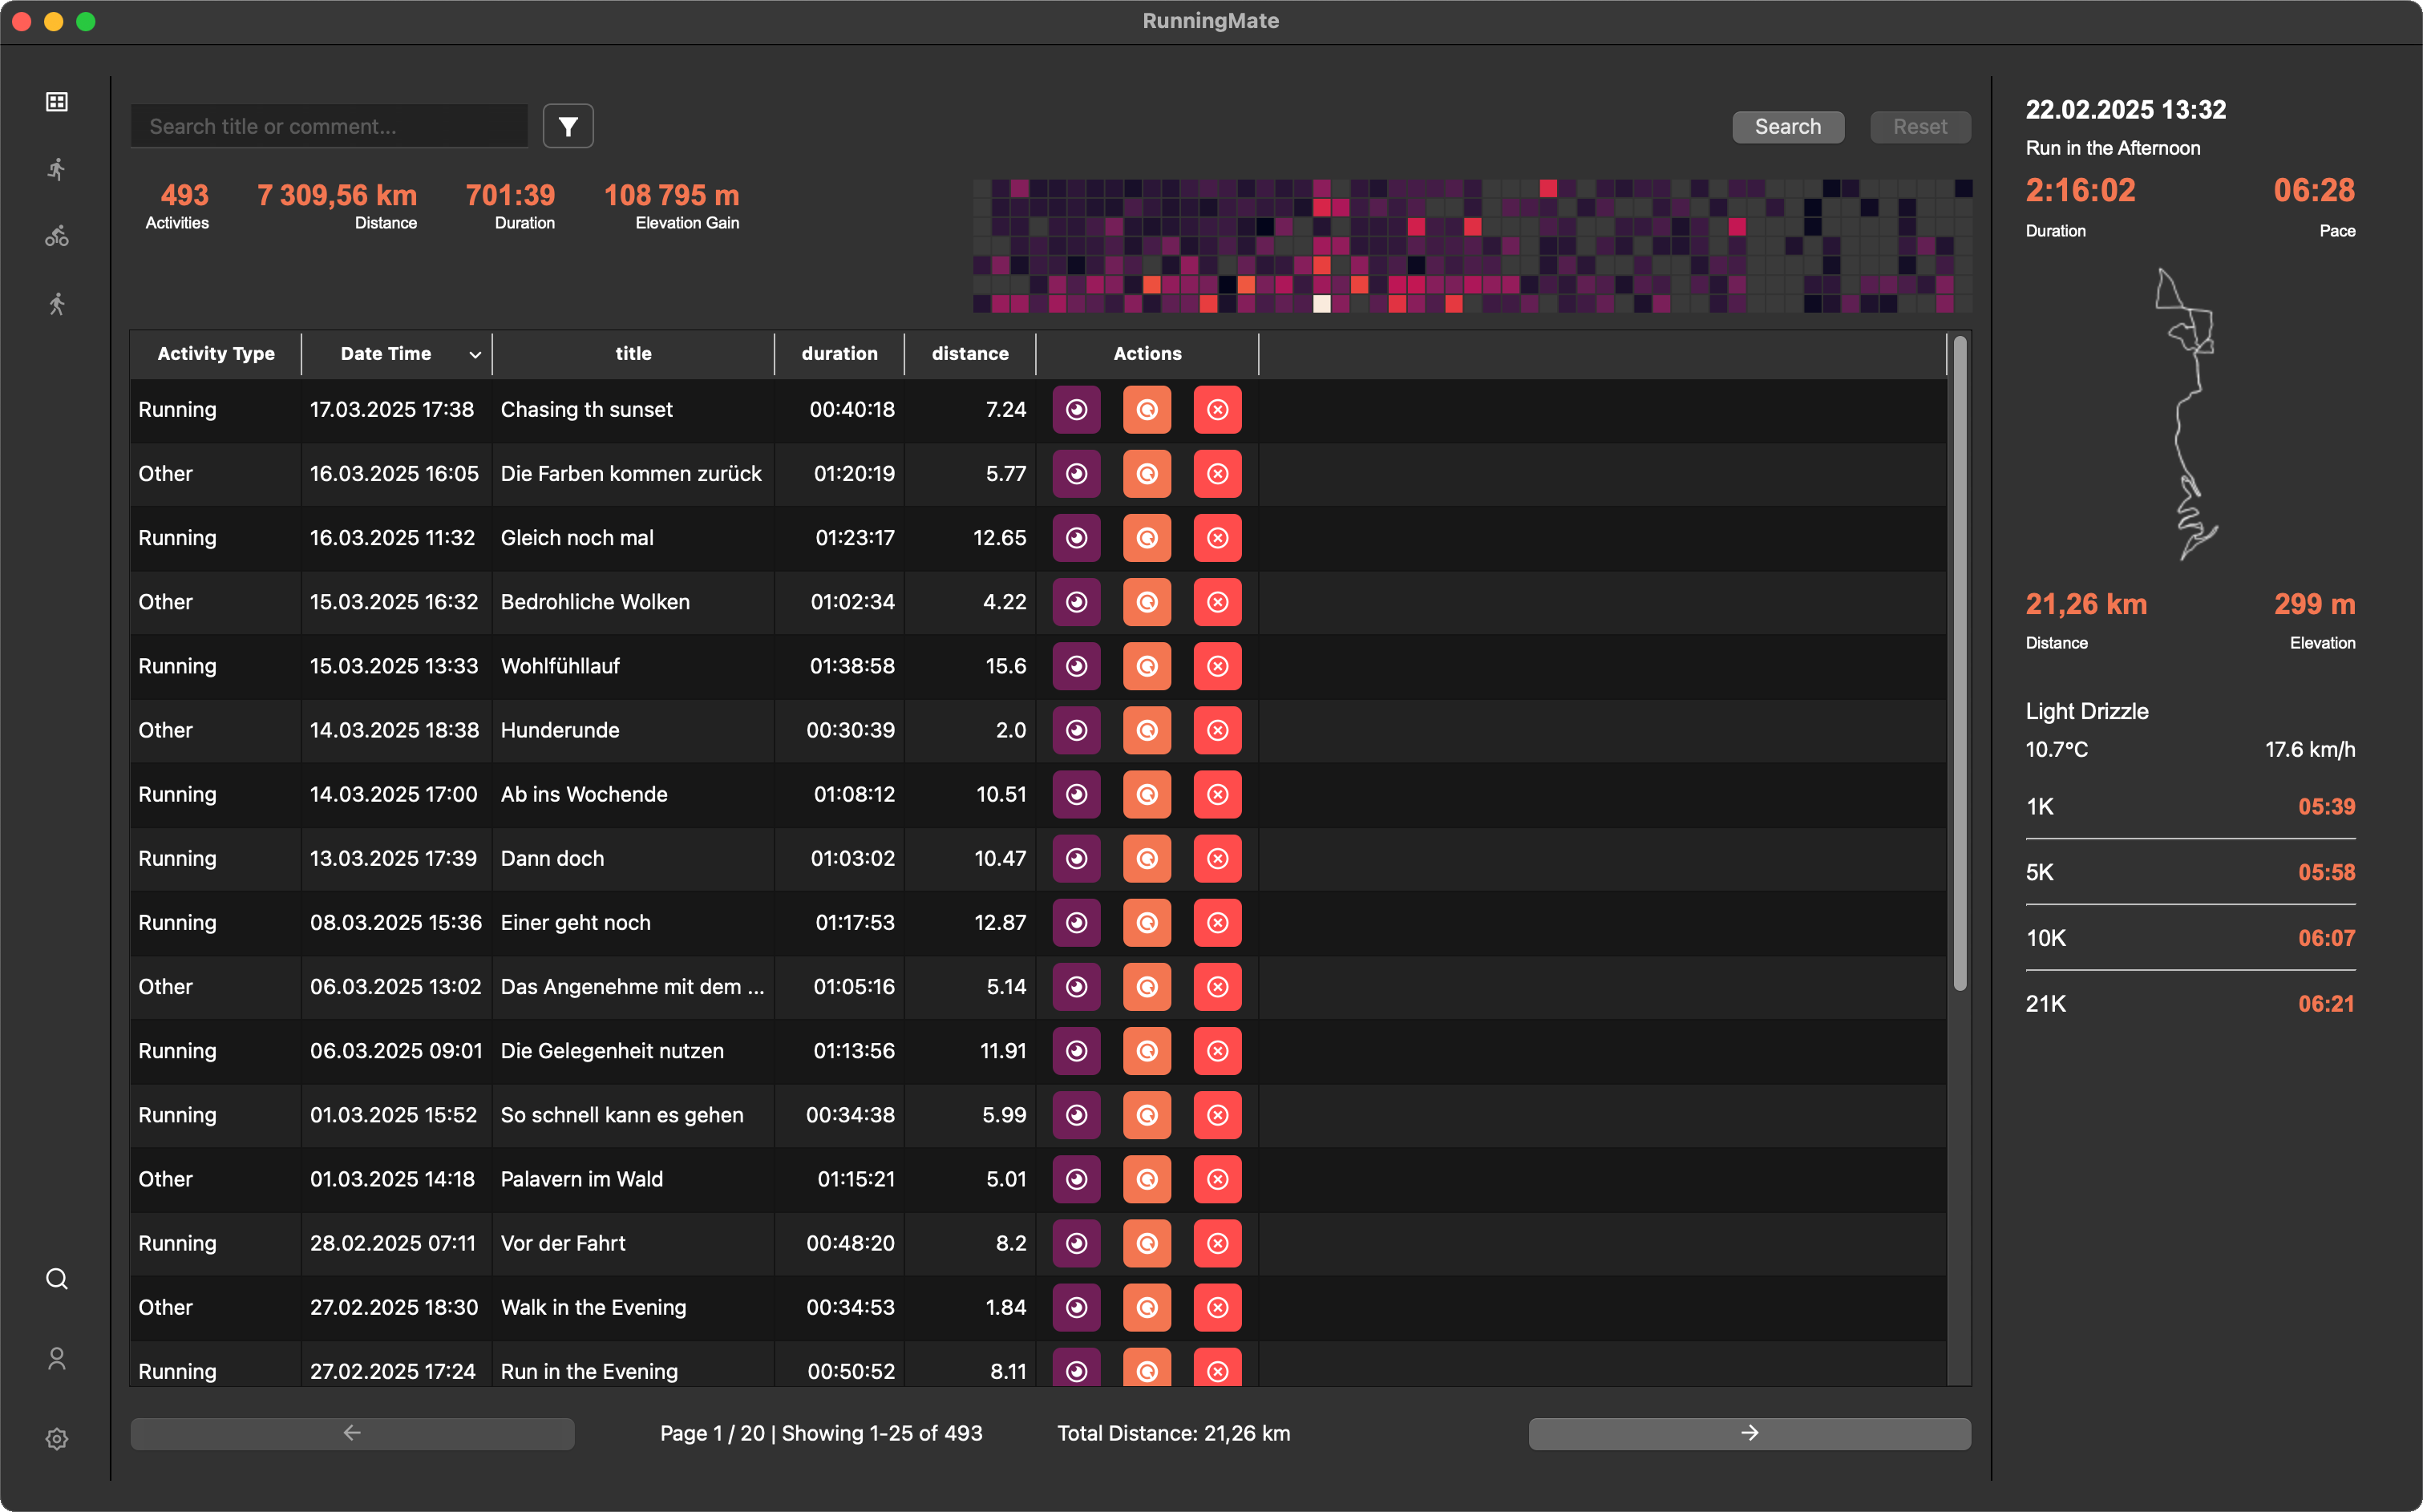 RunningMate
Search title or comment...
Search
Reset
493
Activities
7 309,56 km
Distance
701:39
Duration
108 795 m
Elevation Gain
Activity Type Date Time title duration distance Actions
Running 17.03.2025 17:38 Chasing th sunset 00:40:18 7.24
Other 16.03.2025 16:05 Die Farben kommen zurück 01:20:19 5.77
Running 16.03.2025 11:32 Gleich noch mal 01:23:17 12.65
Other 15.03.2025 16:32 Bedrohliche Wolken 01:02:34 4.22
Running 15.03.2025 13:33 Wohlfühllauf 01:38:58 15.6
Other 14.03.2025 18:38 Hunderunde 00:30:39 2.0
Running 14.03.2025 17:00 Ab ins Wochende 01:08:12 10.51
Running 13.03.2025 17:39 Dann doch 01:03:02 10.47
Running 08.03.2025 15:36 Einer geht noch 01:17:53 12.87
Other 06.03.2025 13:02 Das Angenehme mit dem ... 01:05:16 5.14
Running 06.03.2025 09:01 Die Gelegenheit nutzen 01:13:56 11.91
Running 01.03.2025 15:52 So schnell kann es gehen 00:34:38 5.99
Other 01.03.2025 14:18 Palavern im Wald 01:15:21 5.01
Running 28.02.2025 07:11 Vor der Fahrt 00:48:20 8.2
Other 27.02.2025 18:30 Walk in the Evening 00:34:53 1.84
Running 27.02.2025 17:24 Run in the Evening 00:50:52 8.11
Page 1 / 20 | Showing 1-25 of 493
Total Distance: 21,26 km
22.02.2025 13:32
Run in the Afternoon
2:16:02 06:28
Duration Pace
21,26 km 299 m
Distance Elevation
Light Drizzle
10.7°C 17.6 km/h
1K 05:39
5K 05:58
10K 06:07
21K 06:21